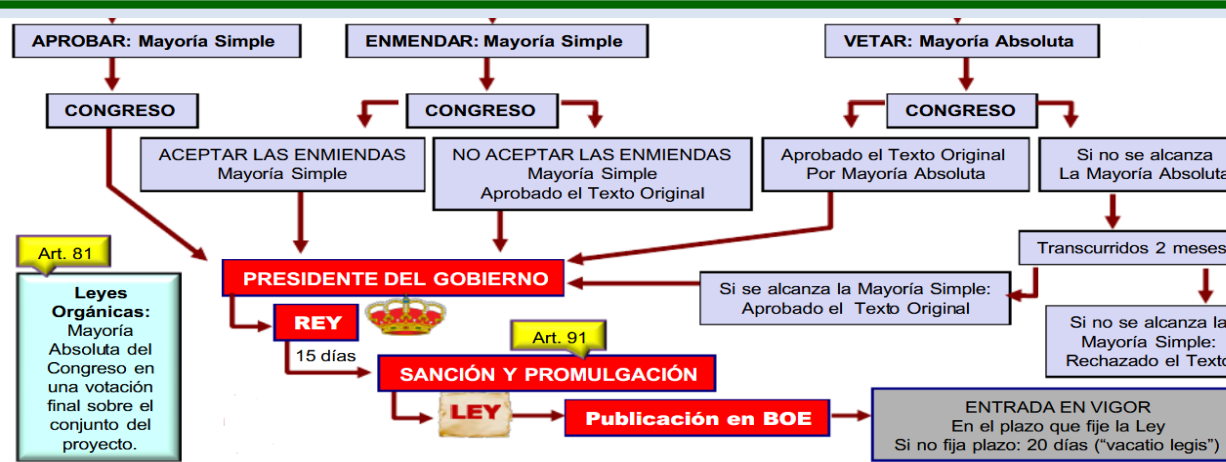 APROBAR: Mayoría Simple
ENMENDAR: Mayoría Simple
VETAR: Mayoría Absoluta
CONGRESO
CONGRESO
CONGRESO
ACEPTAR LAS ENMIENDAS
Mayoría Simple
NO ACEPTAR LAS ENMIENDAS
Mayoría Simple
Aprobado el Texto Original
Aprobado el Texto Original
Por Mayoría Absoluta
Si no se alcanza
La Mayoría Absoluta
Transcurridos 2 meses
Art. 81
Leyes
Orgánicas:
Mayoría
Absoluta del
Congreso en
una votación
final sobre el
conjunto del
proyecto.
PRESIDENTE DEL GOBIERNO
Si se alcanza la Mayoría Simple:
Aprobado el Texto Original
Si no se alcanza la
Mayoría Simple:
Rechazado el Texto
REY
15 días
Art. 91
SANCIÓN Y PROMULGACIÓN
LEY
Publicación en BOE
ENTRADA EN VIGOR
En el plazo que fije la Ley
Si no fija plazo: 20 días (“vacatio legis”)